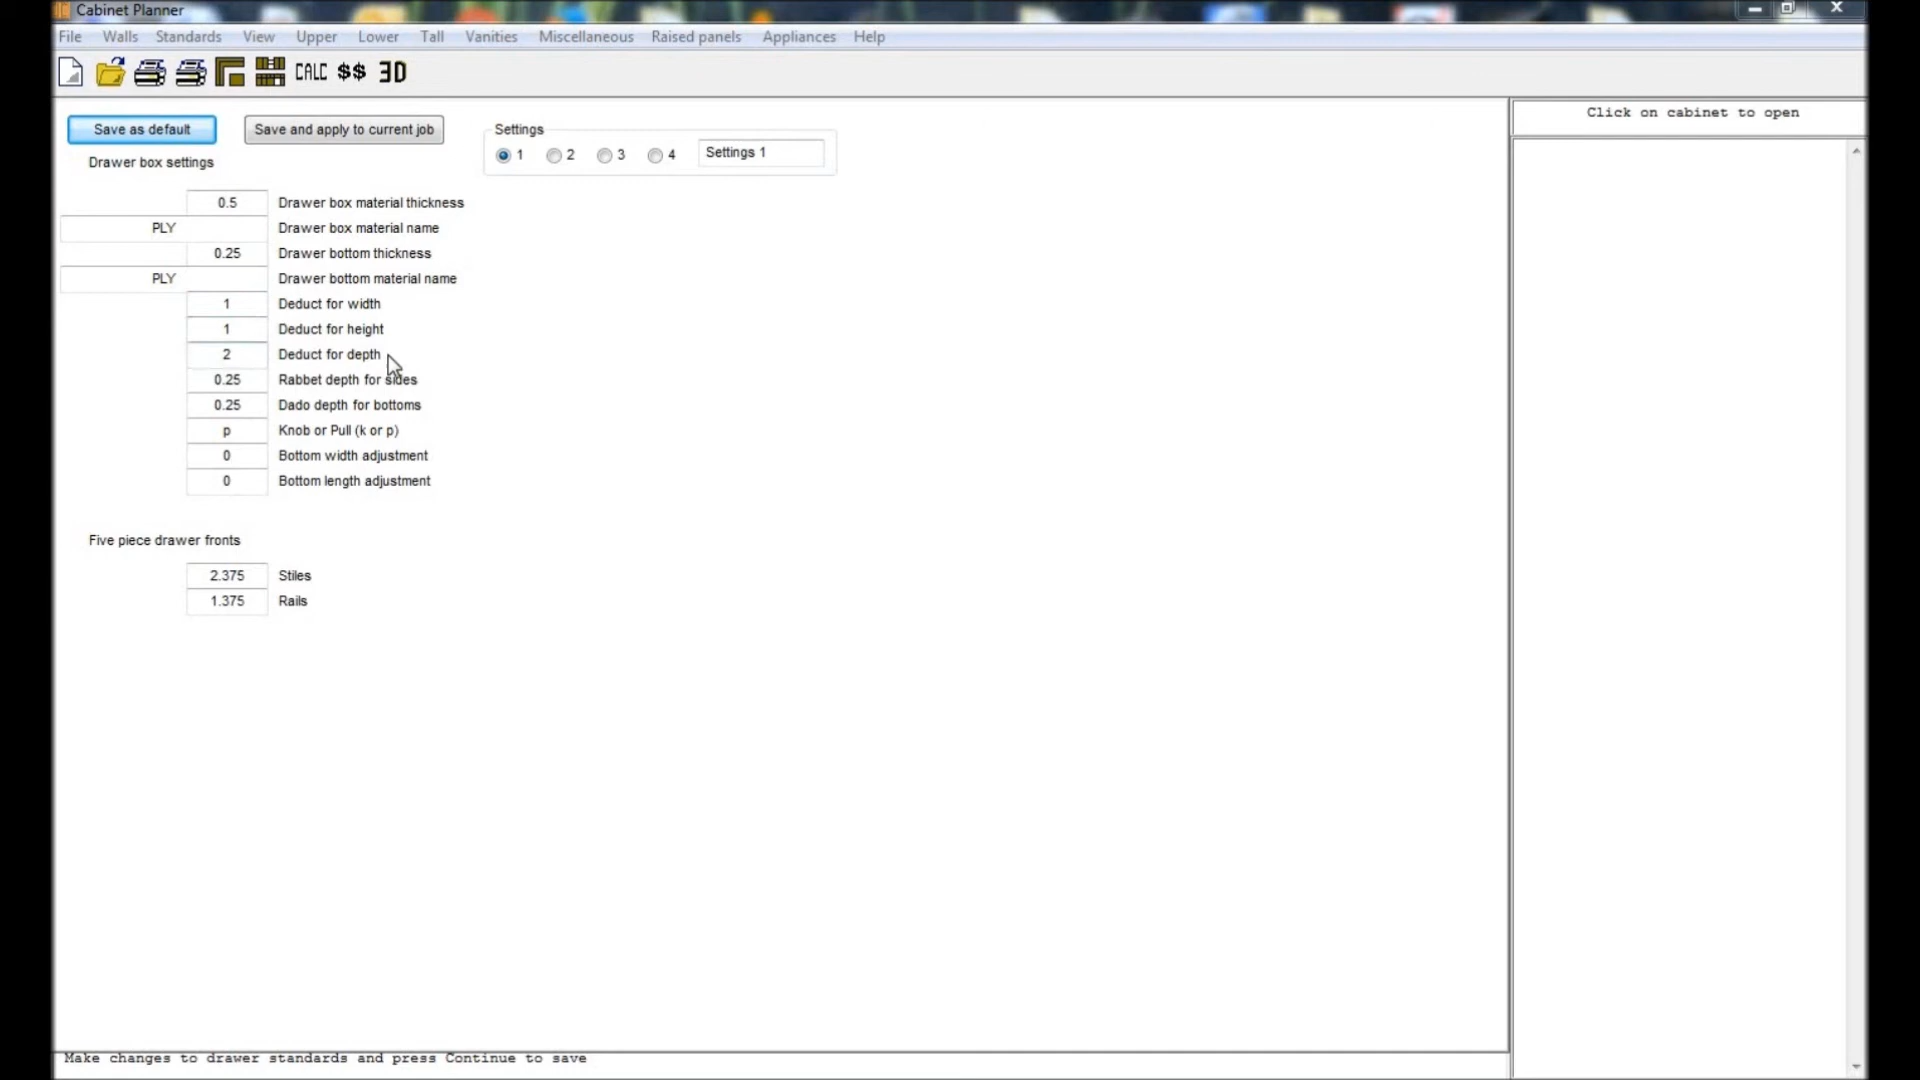 Cabinet Planner
File Walls Standards View Upper Lower Tall Vanities Miscellaneous Raised panels Appliances Help
CALC $$ 3D
Save as default Save and apply to current job Settings
1 2 3 4 Settings 1
Click on cabinet to open
Drawer box settings
0.5 Drawer box material thickness
PLY Drawer box material name
0.25 Drawer bottom thickness
PLY Drawer bottom material name
1 Deduct for width
1 Deduct for height
2 Deduct for depth
0.25 Rabbet depth for sides
0.25 Dado depth for bottoms
p Knob or Pull (k or p)
0 Bottom width adjustment
0 Bottom length adjustment
Five piece drawer fronts
2.375 Stiles
1.375 Rails
Make changes to drawer standards and press Continue to save